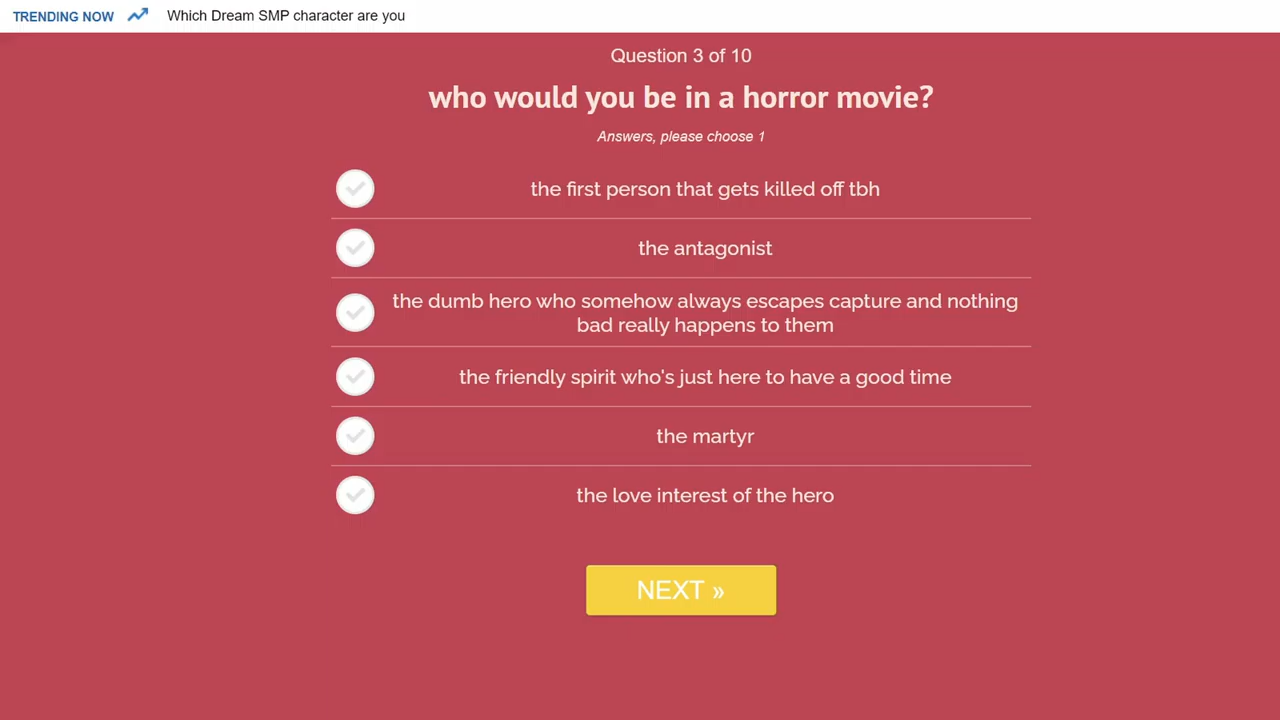 TRENDING NOW Which Dream SMP character are you
Question 3 of 10
who would you be in a horror movie?
Answers, please choose 1
the first person that gets killed off tbh
the antagonist
the dumb hero who somehow always escapes capture and nothing
bad really happens to them
the friendly spirit who's just here to have a good time
the martyr
the love interest of the hero
NEXT »